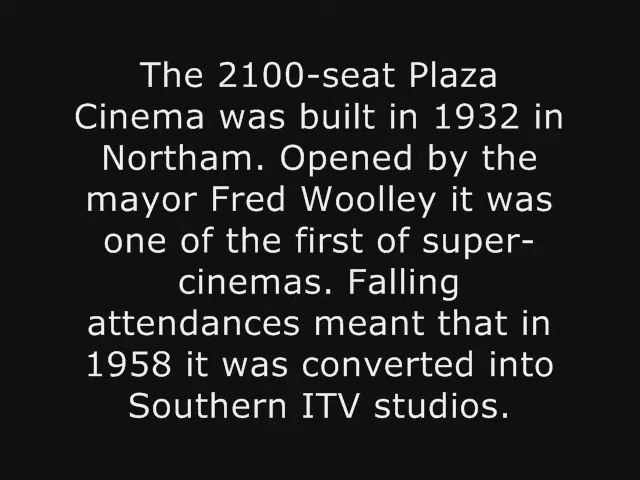 The 2100-seat Plaza
Cinema was built in 1932 in
Northam. Opened by the
mayor Fred Woolley it was
one of the first of super-
cinemas. Falling
attendances meant that in
1958 it was converted into
Southern ITV studios.